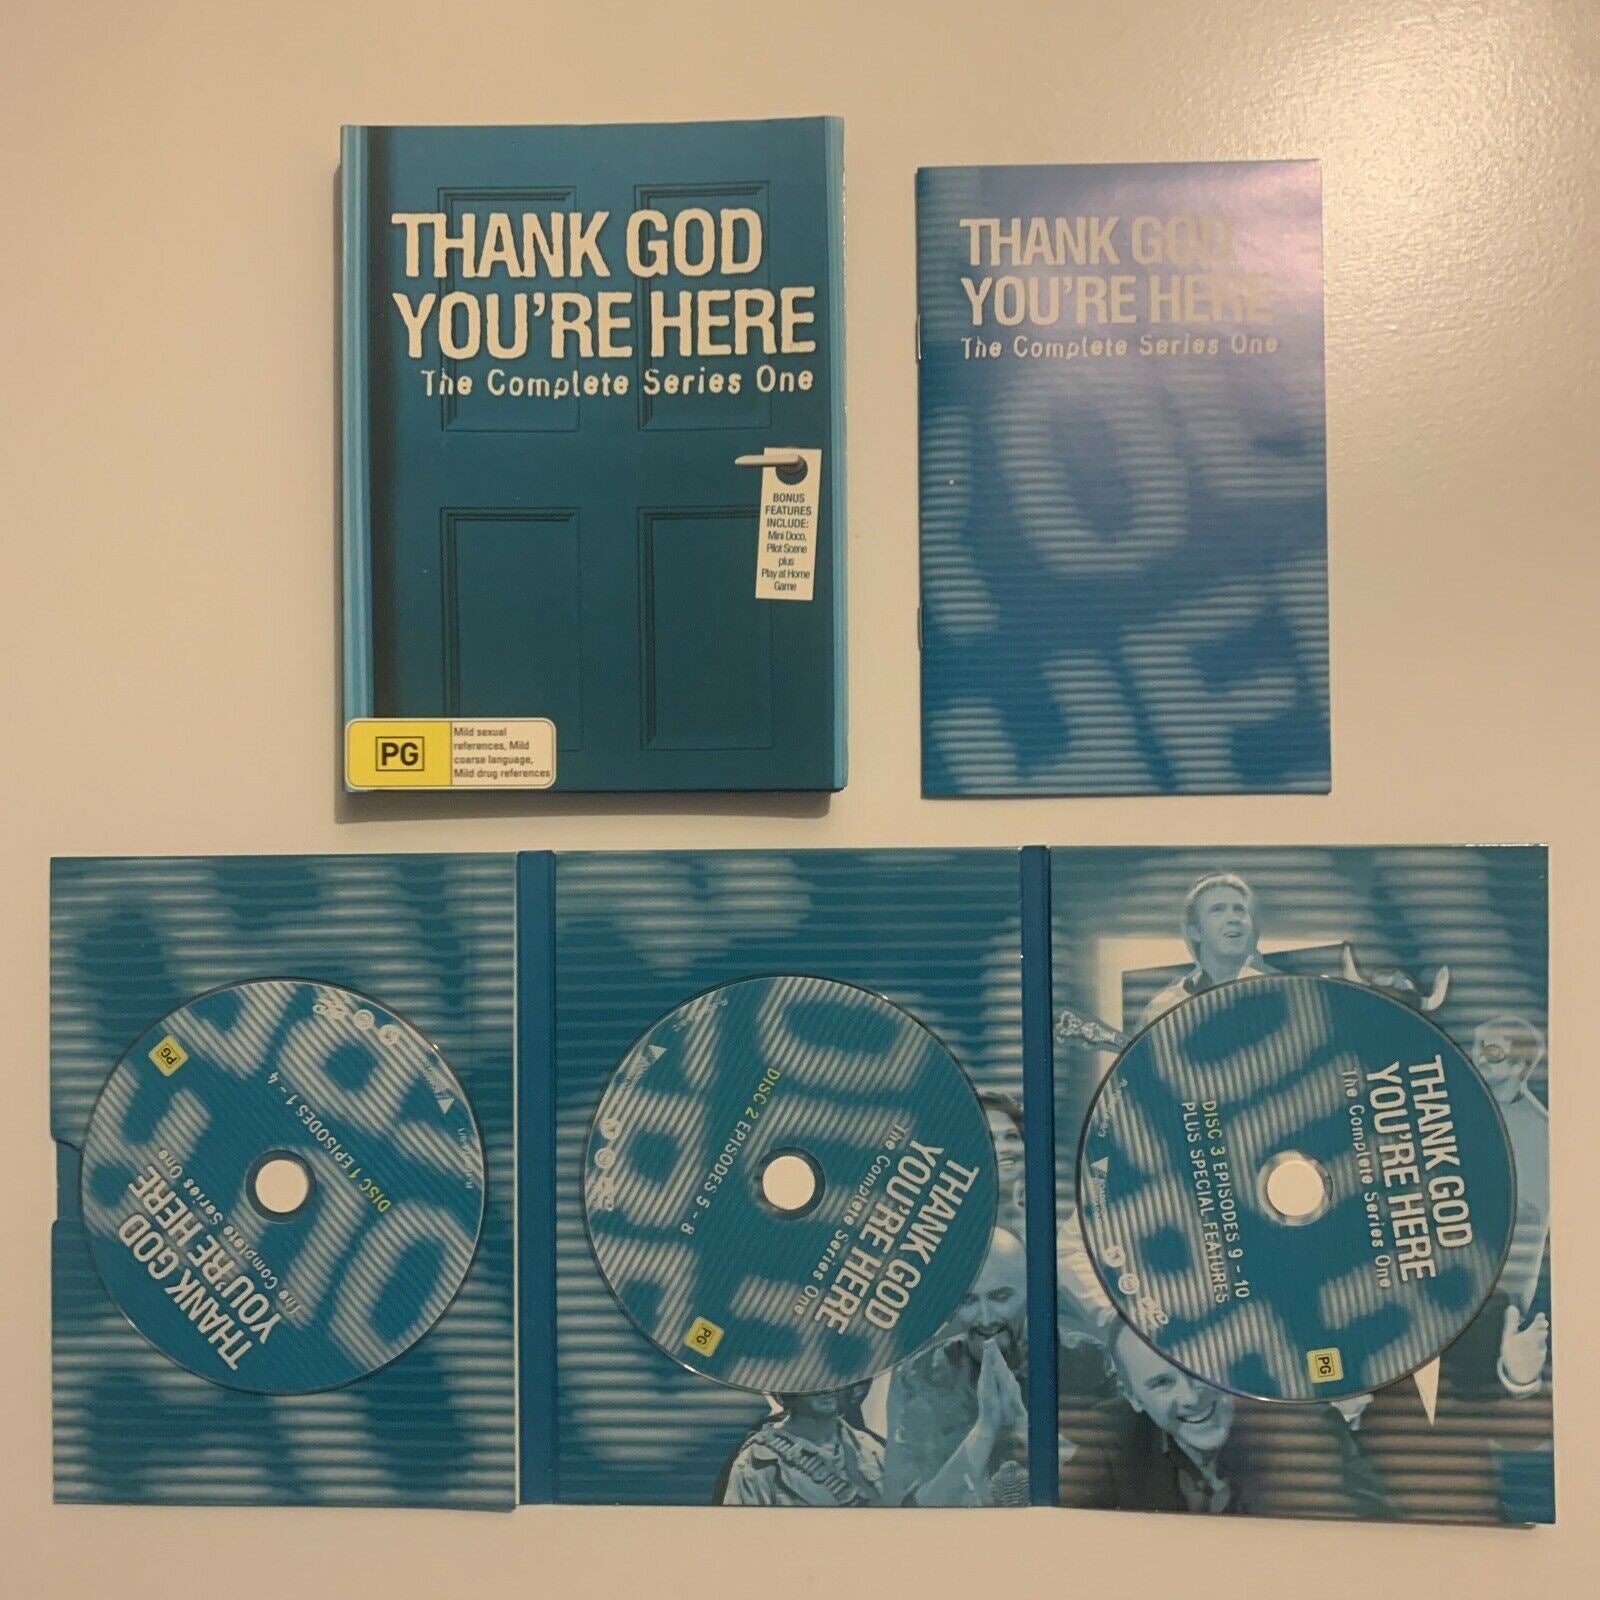 THANK GOD
YOU'RE HERE
The Complete Series One
BONUS
FEATURES
INCLUDE:
Mini Doco,
Pilot Scene
plus
Play at Home
Game
PG
Mild sexual
references, Mild
coarse language,
Mild drug references
THANK GOD
YOU'RE HERE
The Complete Series One
THANK GOD
YOU'RE HERE
The Complete Series One
DISC 1 EPISODES 1 - 4
PG
THANK GOD
YOU'RE HERE
The Complete Series One
DISC 2 EPISODES 5 - 8
PG
THANK GOD
YOU'RE HERE
The Complete Series One
DISC 3 EPISODES 9 - 10
PLUS SPECIAL FEATURES
PG